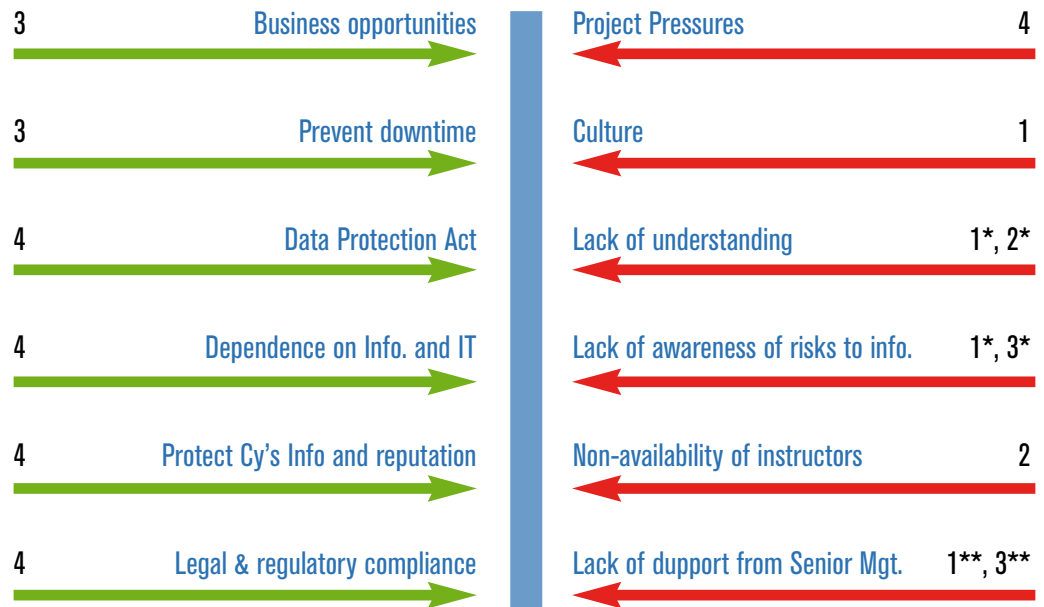 3 Business opportunities Project Pressures 4
3 Prevent downtime Culture 1
4 Data Protection Act Lack of understanding 1*, 2*
4 Dependence on Info. and IT Lack of awareness of risks to info. 1*, 3*
4 Protect Cy's Info and reputation Non-availability of instructors 2
4 Legal & regulatory compliance Lack of dupport from Senior Mgt. 1**, 3**